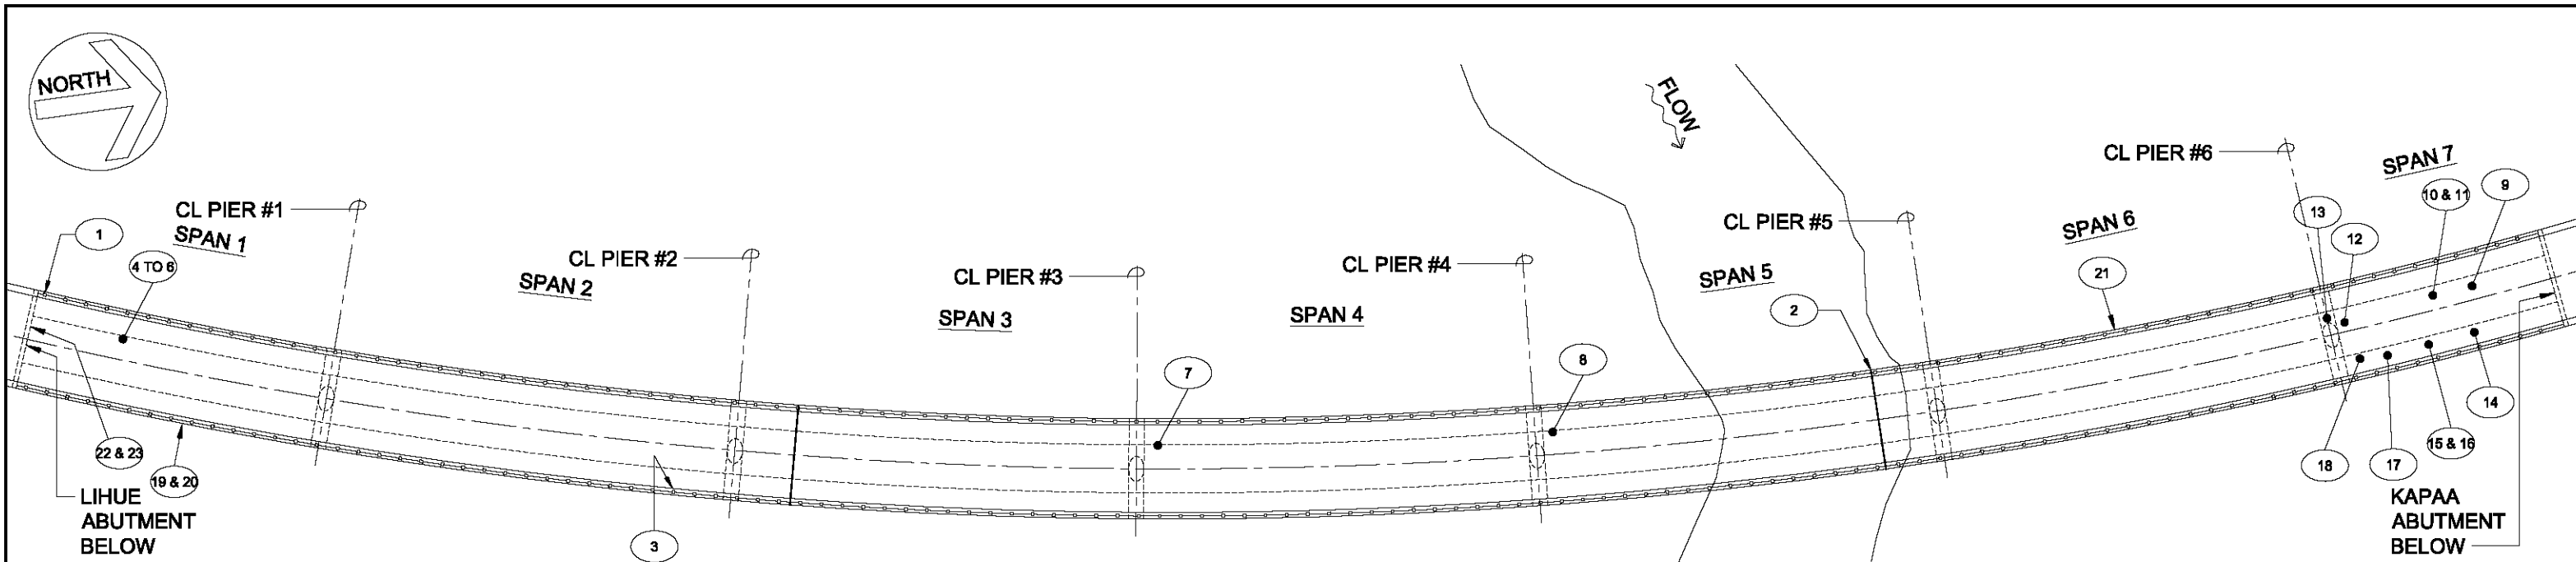 NORTH
FLOW
CL PIER #1
SPAN 1
1
4 TO 6
CL PIER #2
SPAN 2
CL PIER #3
SPAN 3
CL PIER #4
SPAN 4
CL PIER #5
SPAN 5
2
CL PIER #6
SPAN 6
21
SPAN 7
13
12
10 & 11
9
7
8
22 & 23
19 & 20
LIHUE
ABUTMENT
BELOW
3
18
17
15 & 16
14
KAPAA
ABUTMENT
BELOW